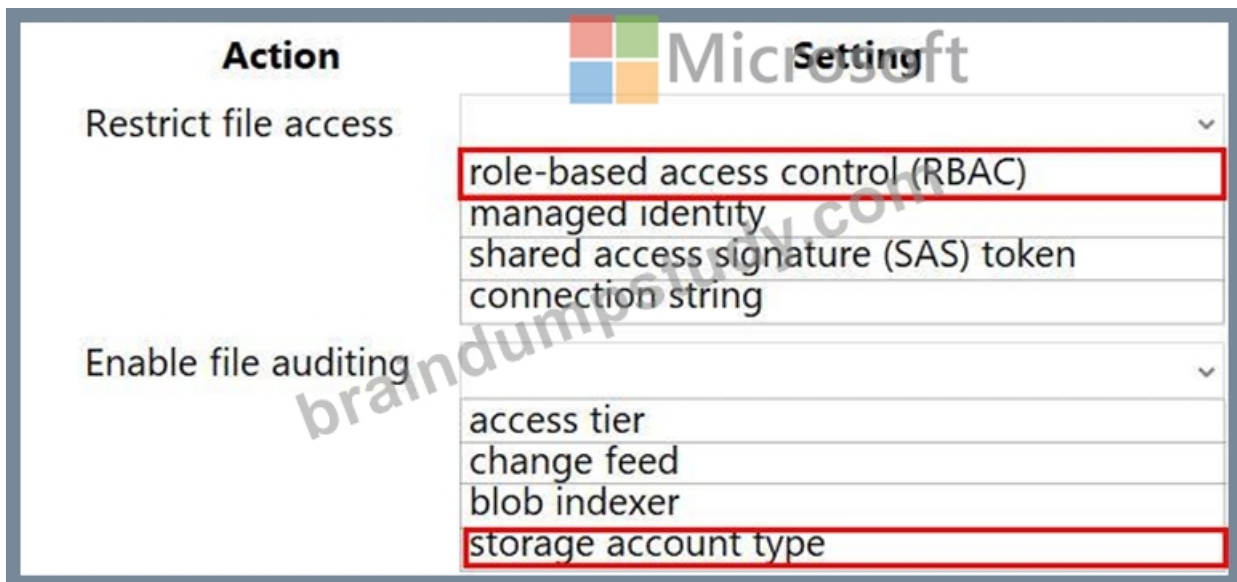 Action Setting
Microsoft
Restrict file access
role-based access control (RBAC)
managed identity
shared access signature (SAS) token
connection string
Enable file auditing
access tier
change feed
blob indexer
storage account type
braindumpstudy.com